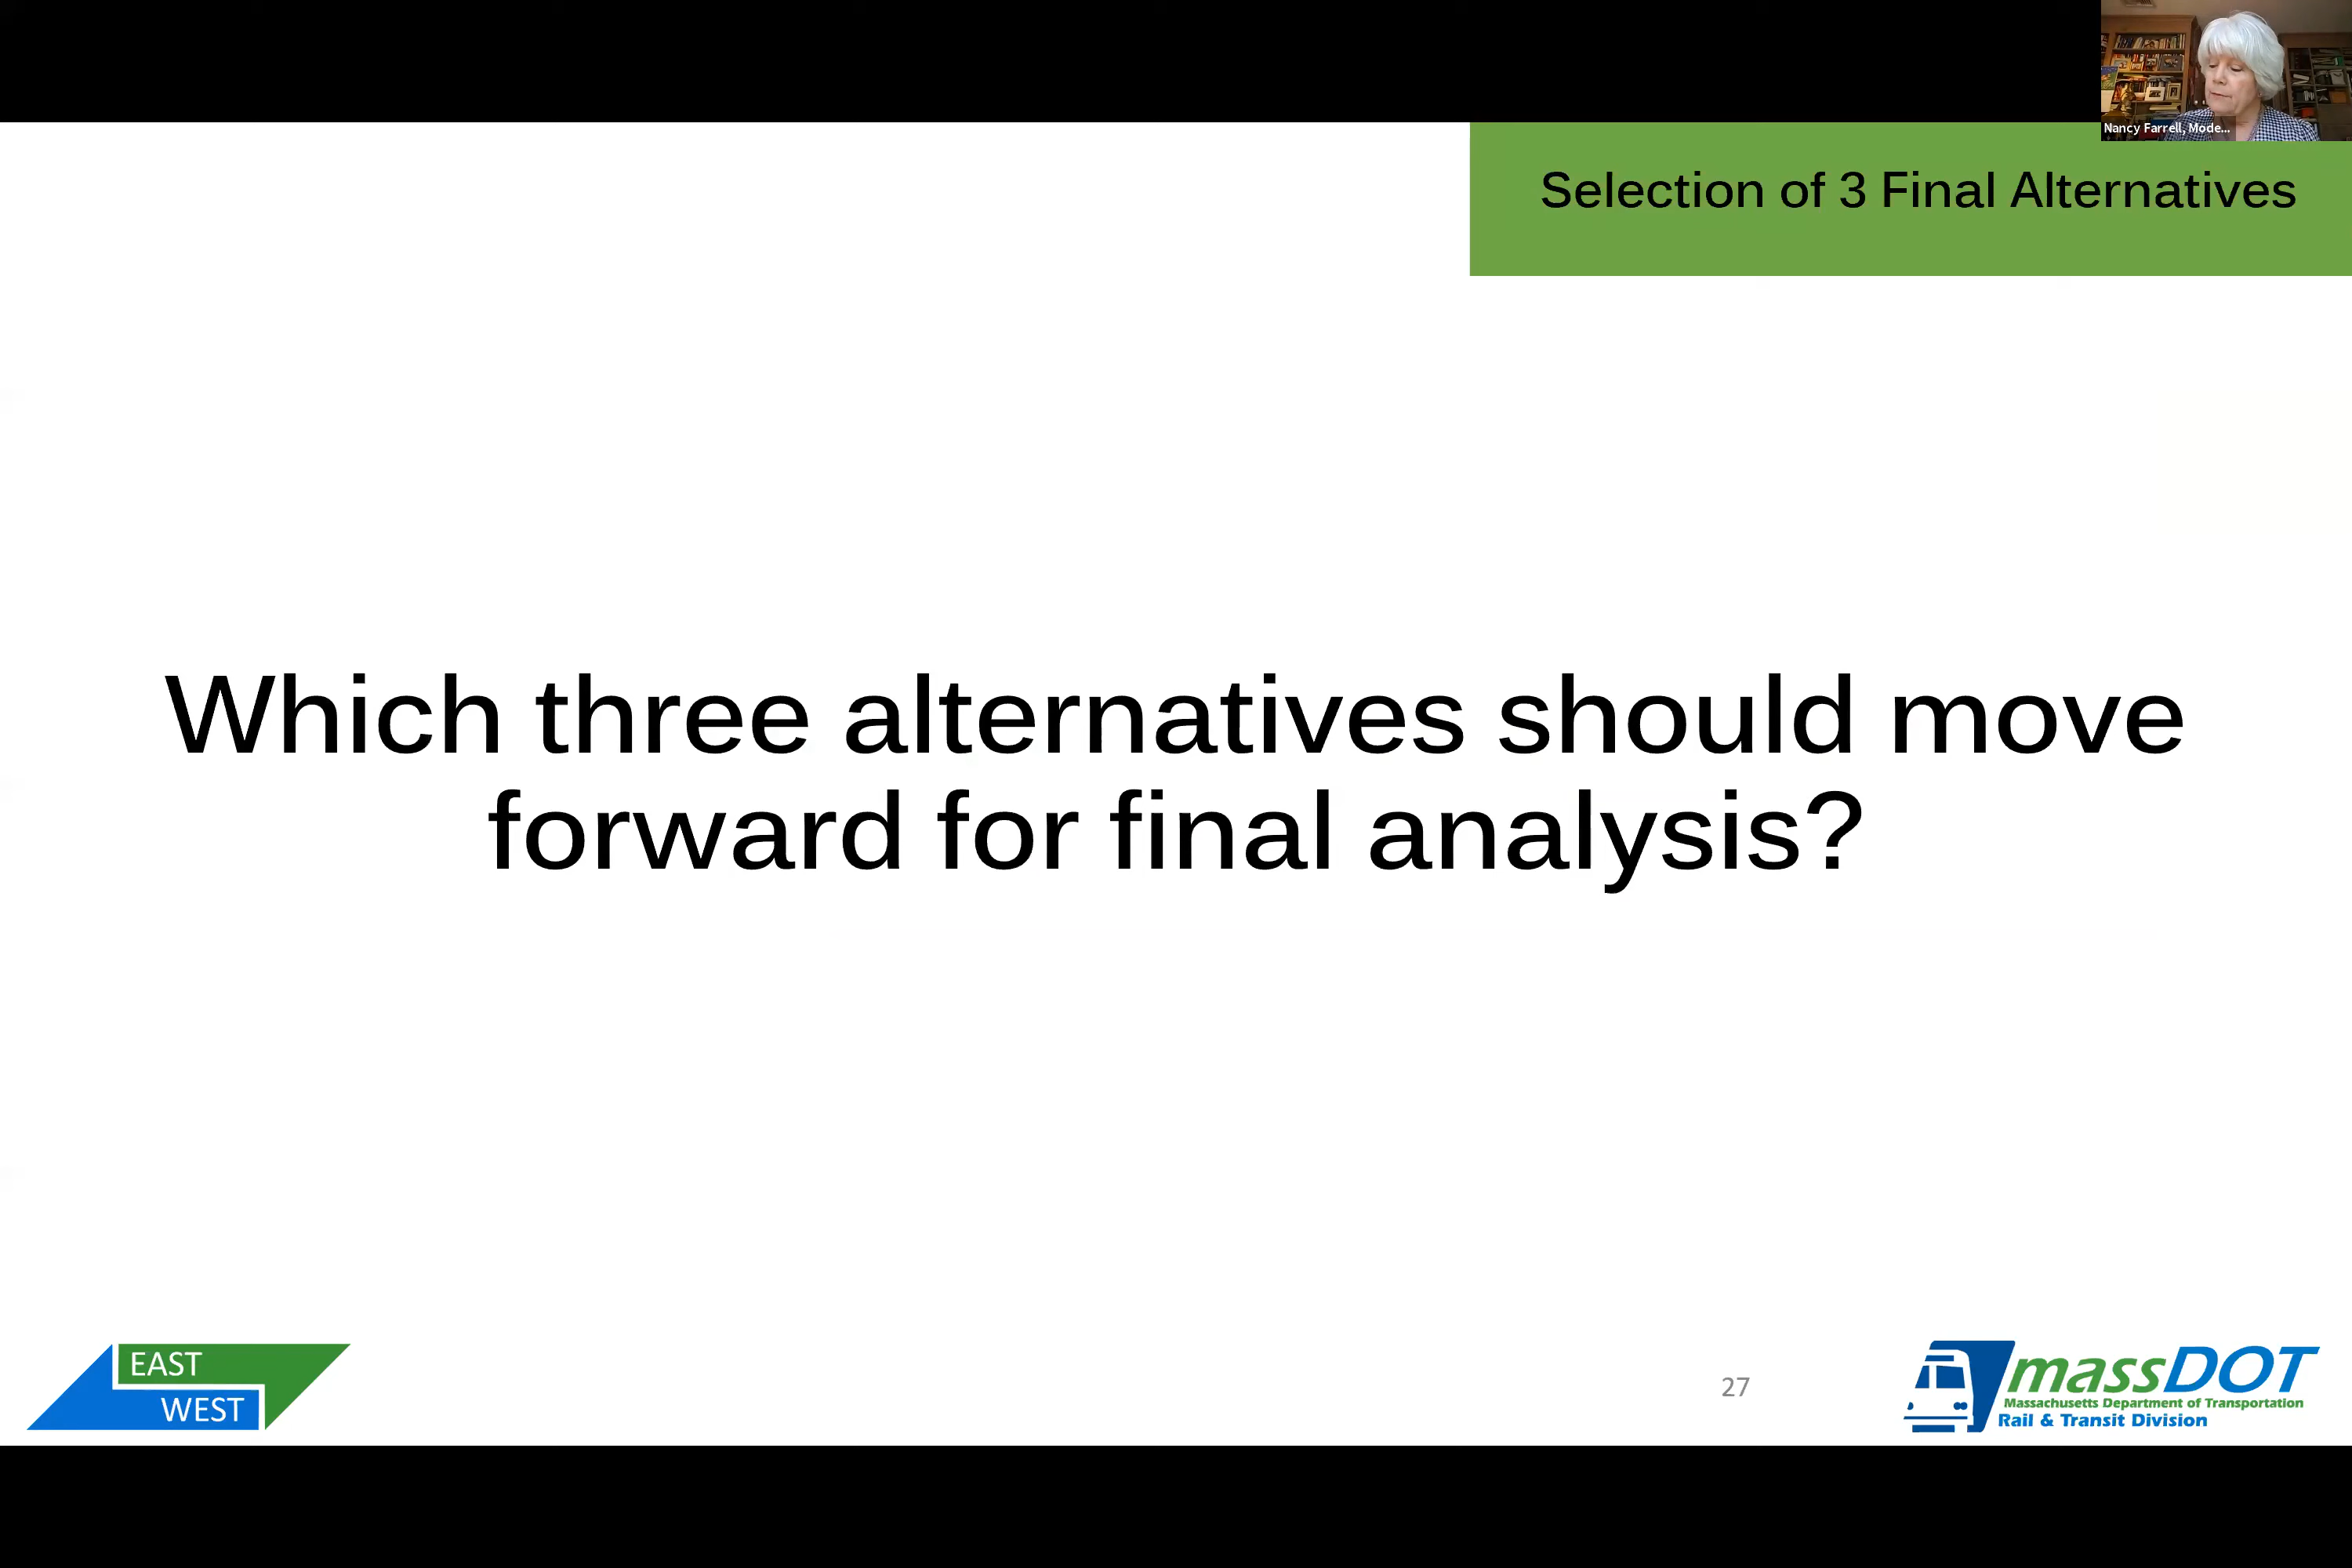 Nancy Farrell, Mode...
Selection of 3 Final Alternatives
Which three alternatives should move
forward for final analysis?
EAST
WEST
27
massDOT
Massachusetts Department of Transportation
Rail & Transit Division